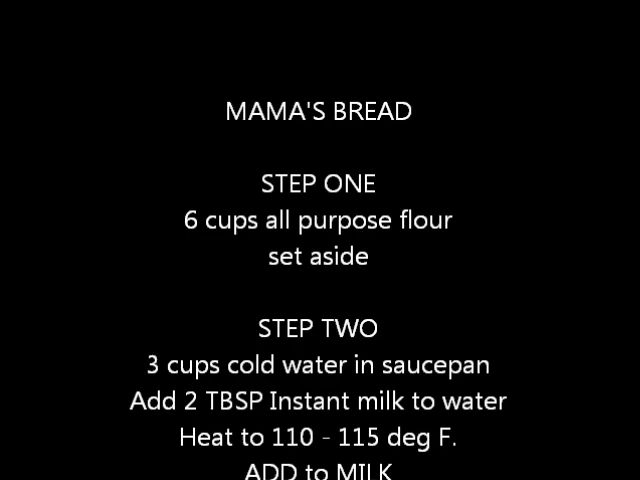 MAMA'S BREAD
STEP ONE
6 cups all purpose flour
set aside
STEP TWO
3 cups cold water in saucepan
Add 2 TBSP Instant milk to water
Heat to 110 - 115 deg F.
ADD to MILK